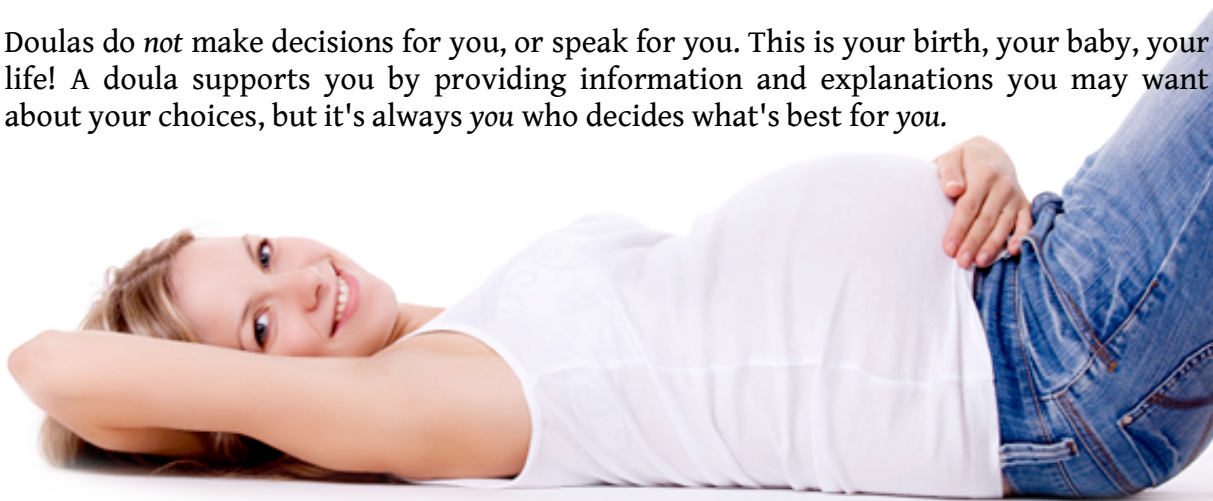 Doulas do not make decisions for you, or speak for you. This is your birth, your baby, your
life! A doula supports you by providing information and explanations you may want
about your choices, but it's always you who decides what's best for you.